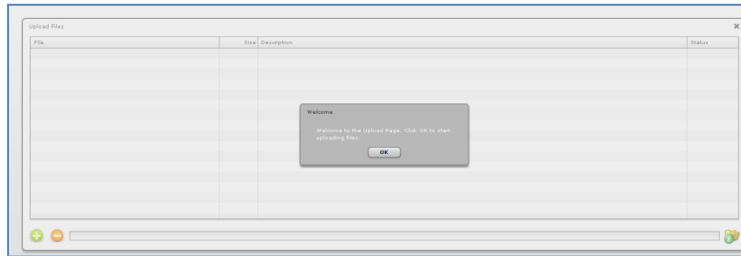 Upload Files
File Size Description Status
Welcome
Welcome to the Upload Page. Click OK to start
uploading files.
OK